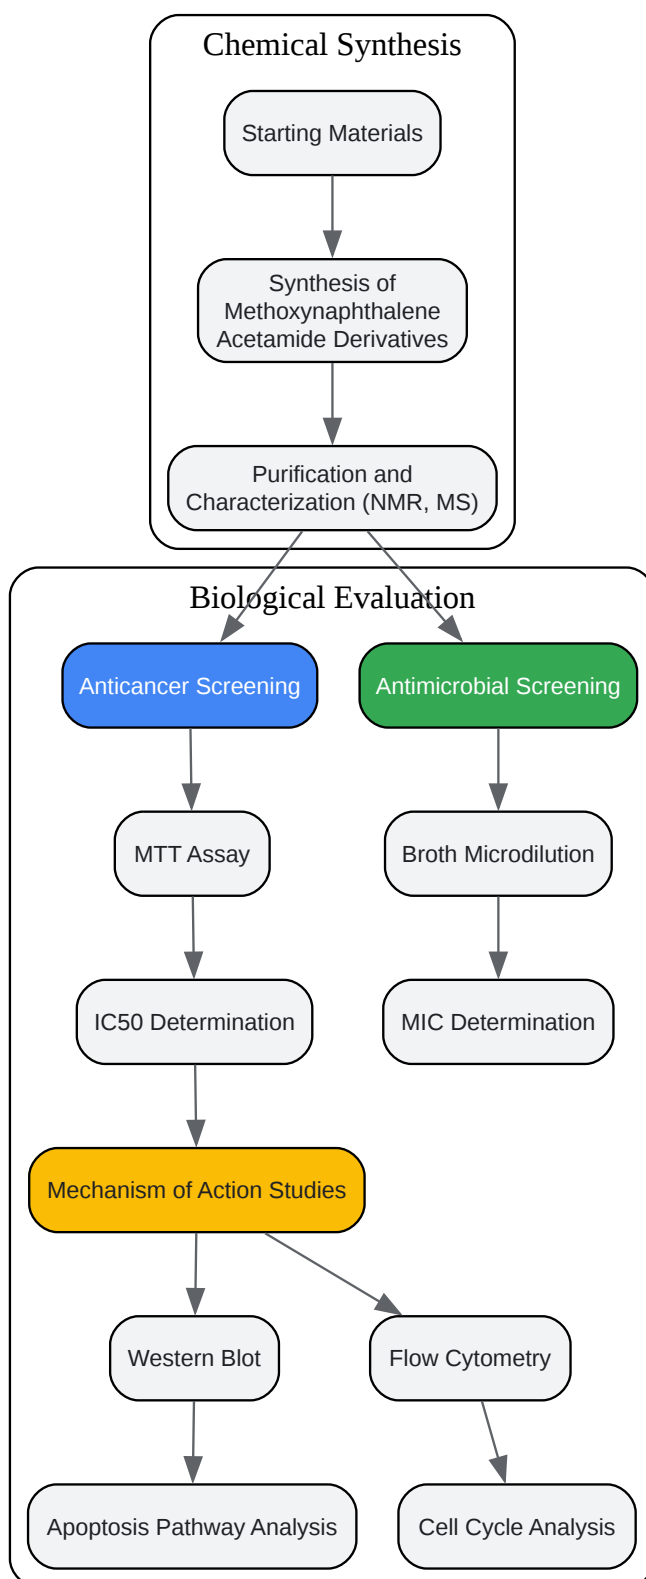 Chemical Synthesis
Starting Materials
Synthesis of
Methoxynaphthalene
Acetamide Derivatives
Purification and
Characterization (NMR, MS)
Biological Evaluation
Anticancer Screening
Antimicrobial Screening
MTT Assay
Broth Microdilution
IC50 Determination
MIC Determination
Mechanism of Action Studies
Western Blot
Flow Cytometry
Apoptosis Pathway Analysis
Cell Cycle Analysis